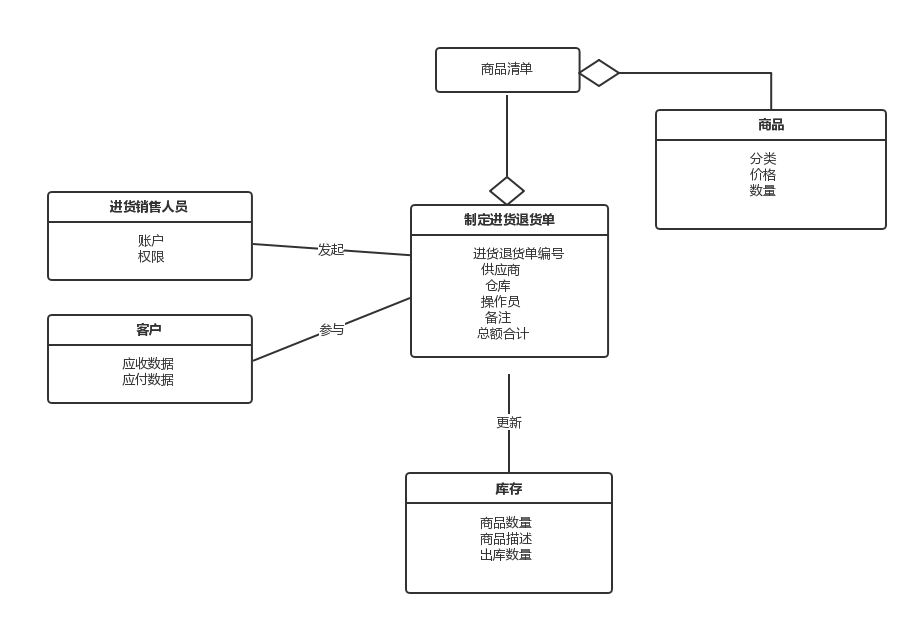 商品清单
商品
分类
价格
数量
进货销售人员
账户
权限
发起
制定进货退货单
进货退货单编号
供应商
仓库
操作员
备注
总额合计
客户
应收数据
应付数据
参与
更新
库存
商品数量
商品描述
出库数量